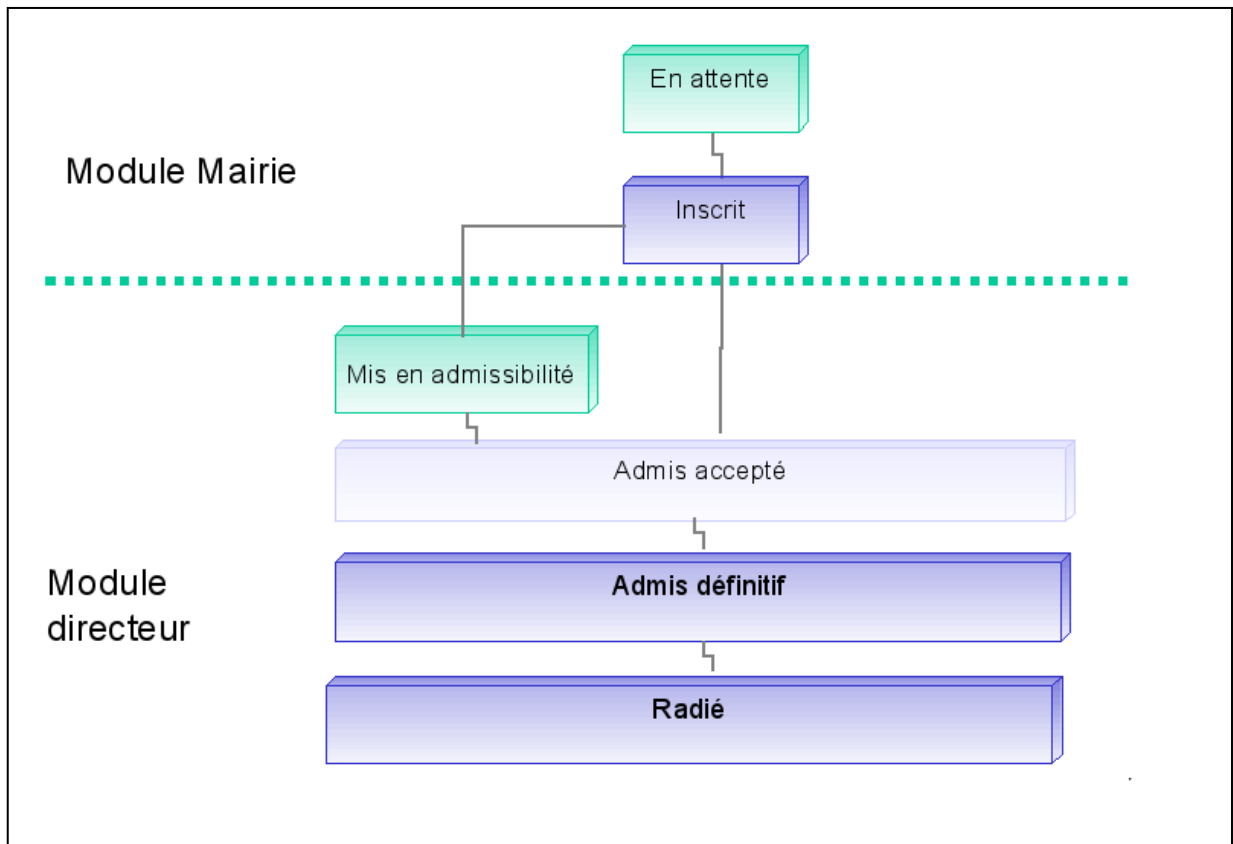 En attente
Module Mairie
Inscrit
Mis en admissibilité
Admis accepté
Module
directeur
Admis définitif
Radié